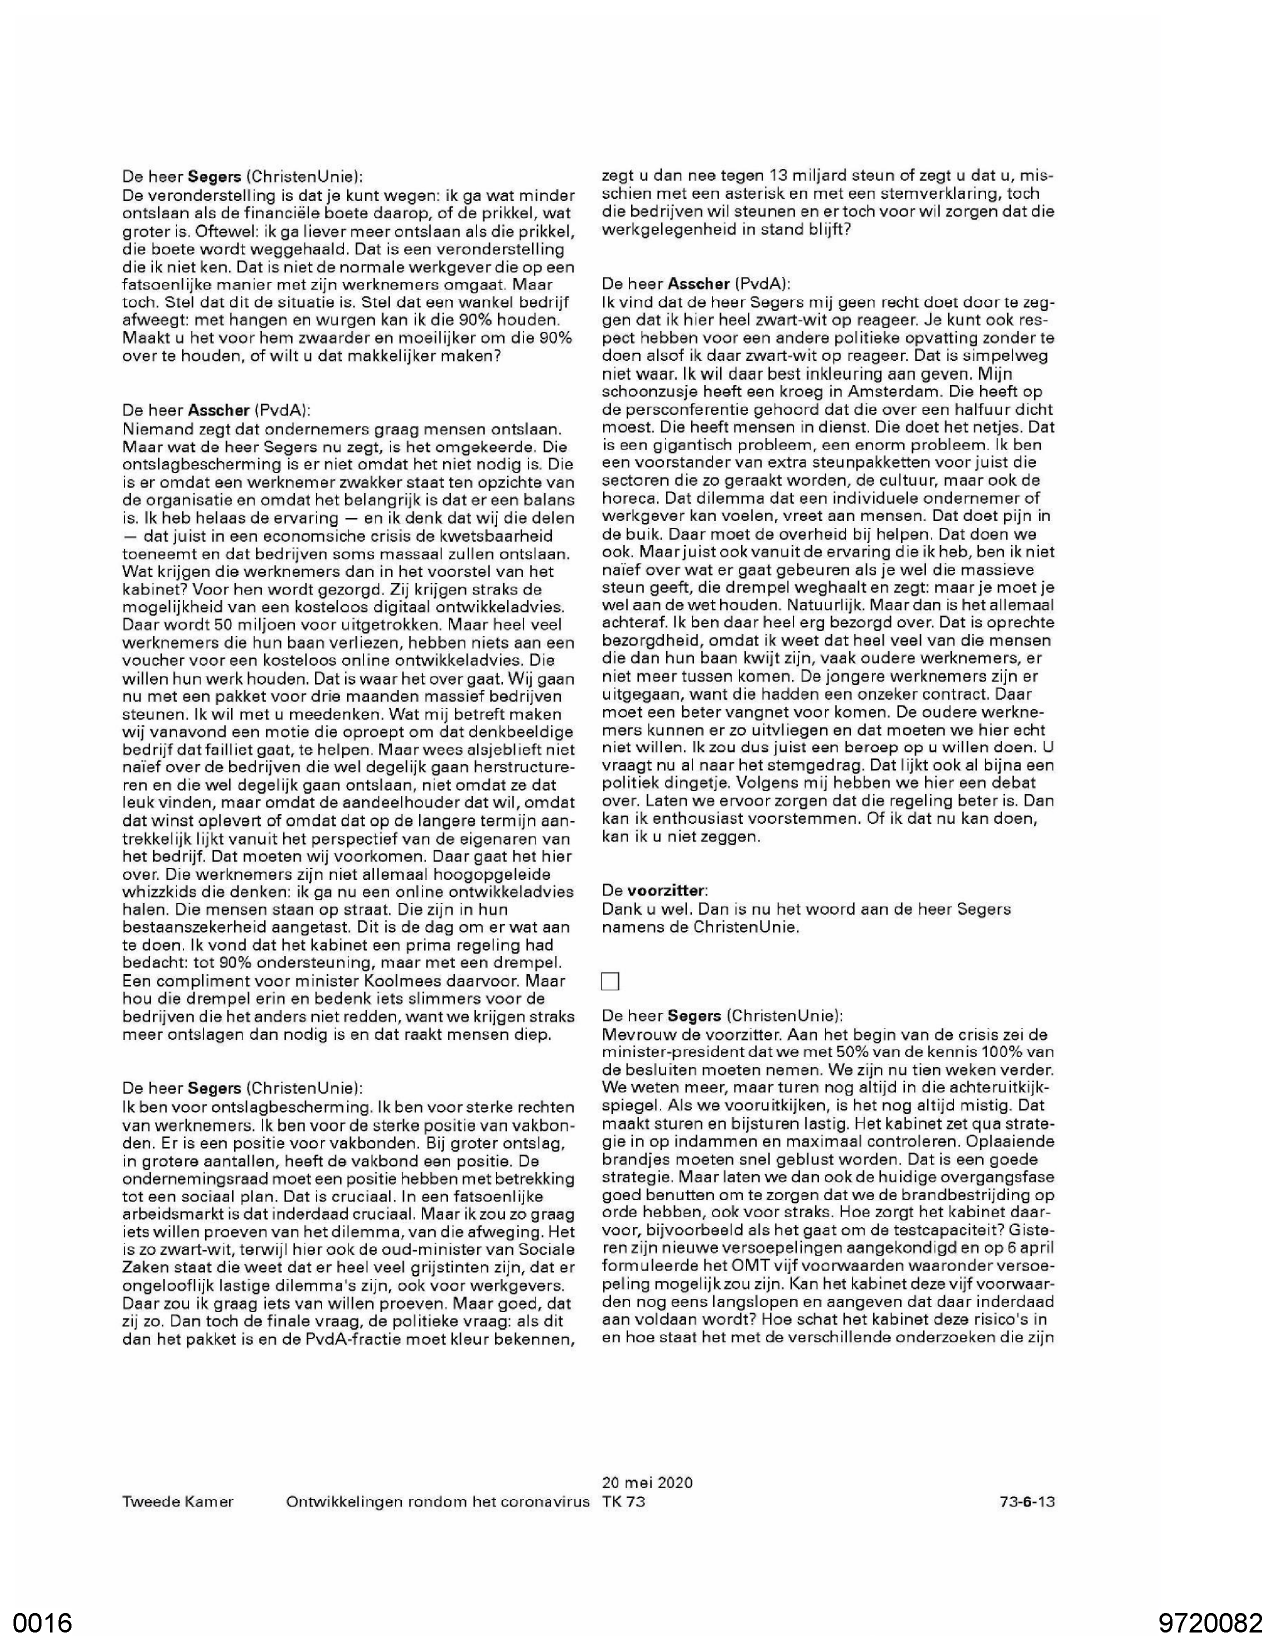 De heer Segers (ChristenUnie):
De veronderstelling is dat je kunt wegen: ik ga wat minder
ontslaan als de financiële boete daarop, of de prikkel, wat
groter is. Oftewel: ik ga liever meer ontslaan als die prikkel,
die boete wordt weggehaald. Dat is een veronderstelling
die ik niet ken. Dat is niet de normale werkgever die op een
fatsoenlijke manier met zijn werknemers omgaat. Maar
toch. Stel dat dit de situatie is. Stel dat een wankel bedrijf
afweegt: met hangen en wurgen kan ik die 90% houden.
Maakt u het voor hem zwaarder en moeilijker om die 90%
over te houden, of wilt u dat makkelijker maken?
De heer Asscher (PvdA):
Niemand zegt dat ondernemers graag mensen ontslaan.
Maar wat de heer Segers nu zegt, is het omgekeerde. Die
ontslagbescherming is er niet omdat het niet nodig is. Die
is er omdat een werknemer zwakker staat ten opzichte van
de organisatie en omdat het belangrijk is dat er een balans
is. Ik heb helaas de ervaring — en ik denk dat wij die delen
— dat juist in een economsiche crisis de kwetsbaarheid
toeneemt en dat bedrijven soms massaal zullen ontslaan.
Wat krijgen die werknemers dan in het voorstel van het
kabinet? Voor hen wordt gezorgd. Zij krijgen straks de
mogelijkheid van een kosteloos digitaal ontwikkeladvies.
Daar wordt 50 miljoen voor uitgetrokken. Maar heel veel
werknemers die hun baan verliezen, hebben niets aan een
voucher voor een kosteloos online ontwikkeladvies. Die
willen hun werk houden. Dat is waar het over gaat. Wij gaan
nu met een pakket voor drie maanden massief bedrijven
steunen. Ik wil met u meedenken. Wat mij betreft maken
wij vanavond een motie die oproept om dat denkbeeldige
bedrijf dat failliet gaat, te helpen. Maar wees alsjeblieft niet
naïef over de bedrijven die wel degelijk gaan herstructure-
ren en die wel degelijk gaan ontslaan, niet omdat ze dat
leuk vinden, maar omdat de aandeelhouder dat wil, omdat
dat winst oplevert of omdat dat op de langere termijn aan-
trekkelijk lijkt vanuit het perspectief van de eigenaren van
het bedrijf. Dat moeten wij voorkomen. Daar gaat het hier
over. Die werknemers zijn niet allemaal hoogopgeleide
whizzkids die denken: ik ga nu een online ontwikkeladvies
halen. Die mensen staan op straat. Die zijn in hun
bestaanszekerheid aangetast. Dit is de dag om er wat aan
te doen. Ik vond dat het kabinet een prima regeling had
bedacht: tot 90% ondersteuning, maar met een drempel.
Een compliment voor minister Koolmees daarvoor. Maar
hou die drempel erin en bedenk iets slimmers voor de
bedrijven die het anders niet redden, want we krijgen straks
meer ontslagen dan nodig is en dat raakt mensen diep.
De heer Segers (ChristenUnie):
Ik ben voor ontslagbescherming. Ik ben voor sterke rechten
van werknemers. Ik ben voor de sterke positie van vakbon-
den. Er is een positie voor vakbonden. Bij groter ontslag,
in grotere aantallen, heeft de vakbond een positie. De
ondernemingsraad moet een positie hebben met betrekking
tot een sociaal plan. Dat is cruciaal. In een fatsoenlijke
arbeidsmarkt is dat inderdaad cruciaal. Maar ik zou zo graag
iets willen proeven van het dilemma, van die afweging. Het
is zo zwart-wit, terwijl hier ook de oud-minister van Sociale
Zaken staat die weet dat er heel veel grijstinten zijn, dat er
ongelooflijk lastige dilemma's zijn, ook voor werkgevers.
Daar zou ik graag iets van willen proeven. Maar goed, dat
zij zo. Dan toch de finale vraag, de politieke vraag: als dit
dan het pakket is en de PvdA-fractie moet kleur bekennen,
zegt u dan nee tegen 13 miljard steun of zegt u dat u, mis-
schien met een asterisk en met een stemverklaring, toch
die bedrijven wil steunen en er toch voor wil zorgen dat die
werkgelegenheid in stand blijft?
De heer Asscher (PvdA):
Ik vind dat de heer Segers mij geen recht doet door te zeg-
gen dat ik hier heel zwart-wit op reageer. Je kunt ook res-
pect hebben voor een andere politieke opvatting zonder te
doen alsof ik daar zwart-wit op reageer. Dat is simpelweg
niet waar. Ik wil daar best inkleuring aan geven. Mijn
schoonzusje heeft een kroeg in Amsterdam. Die heeft op
de persconferentie gehoord dat die over een halfuur dicht
moest. Die heeft mensen in dienst. Die doet het netjes. Dat
is een gigantisch probleem, een enorm probleem. Ik ben
een voorstander van extra steunpakketten voor juist die
sectoren die zo geraakt worden, de cultuur, maar ook de
horeca. Dat dilemma dat een individuele ondernemer of
werkgever kan voelen, vreet aan mensen. Dat doet pijn in
de buik. Daar moet de overheid bij helpen. Dat doen we
ook. Maar juist ook vanuit de ervaring die ik heb, ben ik niet
naïef over wat er gaat gebeuren als je wel die massieve
steun geeft, die drempel weghaalt en zegt: maar je moet je
wel aan de wet houden. Natuurlijk. Maar dan is het allemaal
achteraf. Ik ben daar heel erg bezorgd over. Dat is oprechte
bezorgdheid, omdat ik weet dat heel veel van die mensen
die dan hun baan kwijt zijn, vaak oudere werknemers, er
niet meer tussen komen. De jongere werknemers zijn er
uitgegaan, want die hadden een onzeker contract. Daar
moet een beter vangnet voor komen. De oudere werkne-
mers kunnen er zo uitvliegen en dat moeten we hier echt
niet willen. Ik zou dus juist een beroep op u willen doen. U
vraagt nu al naar het stemgedrag. Dat lijkt ook al bijna een
politiek dingetje. Volgens mij hebben we hier een debat
over. Laten we ervoor zorgen dat die regeling beter is. Dan
kan ik enthousiast voorstemmen. Of ik dat nu kan doen,
kan ik u niet zeggen.
De voorzitter:
Dank u wel. Dan is nu het woord aan de heer Segers
namens de ChristenUnie.
De heer Segers (ChristenUnie):
Mevrouw de voorzitter. Aan het begin van de crisis zei de
minister-president dat we met 50% van de kennis 100% van
de besluiten moeten nemen. We zijn nu tien weken verder.
We weten meer, maar turen nog altijd in die achteruitkijk-
spiegel. Als we vooruitkijken, is het nog altijd mistig. Dat
maakt sturen en bijsturen lastig. Het kabinet zet qua strate-
gie in op indammen en maximaal controleren. Oplaaiende
brandjes moeten snel geblust worden. Dat is een goede
strategie. Maar laten we dan ook de huidige overgangsfase
goed benutten om te zorgen dat we de brandbestrijding op
orde hebben, ook voor straks. Hoe zorgt het kabinet daar-
voor, bijvoorbeeld als het gaat om de testcapaciteit? Giste-
ren zijn nieuwe versoepelingen aangekondigd en op 6 april
formuleerde het OMT vijf voorwaarden waaronder versoe-
peling mogelijk zou zijn. Kan het kabinet deze vijf voorwaar-
den nog eens langslopen en aangeven dat daar inderdaad
aan voldaan wordt? Hoe schat het kabinet deze risico's in
en hoe staat het met de verschillende onderzoeken die zijn
Tweede Kamer
Ontwikkelingen rondom het coronavirus
20 mei 2020
TK 73
73-6-13
0016
9720082